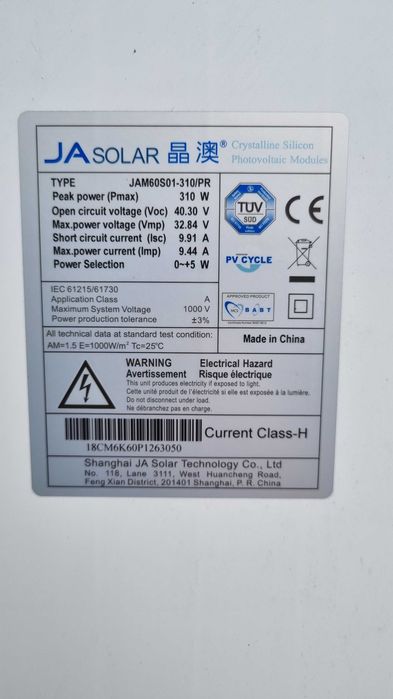 JA SOLAR 晶澳® Crystalline Silicon
Photovoltaic Modules
TYPE JAM60S01-310/PR
Peak power (Pmax) 310 W
Open circuit voltage (Voc) 40.30 V
Max.power voltage (Vmp) 32.84 V
Short circuit current (Isc) 9.91 A
Max.power current (Imp) 9.44 A
Power Selection 0~+5 W
TÜV
SÜD
CE
PV CYCLE
IEC 61215/61730
Application Class A
Maximum System Voltage 1000 V
Power production tolerance ±3%
APPROVED PRODUCT
BABT
All technical data at standard test condition:
AM=1.5 E=1000W/m² Tc=25°C
Made in China
WARNING Electrical Hazard
Avertissement Risque électrique
This unit produces electricity if exposed to light.
Cette unité produit de l'électricité si elle est exposée à la lumière.
Do not disconnect under load.
Ne débranchez pas en charge.
18CM6K60P1263050
Current Class-H
Shanghai JA Solar Technology Co., Ltd
No. 118, Lane 3111, West Huancheng Road,
Feng Xian District, 201401 Shanghai, P. R. China